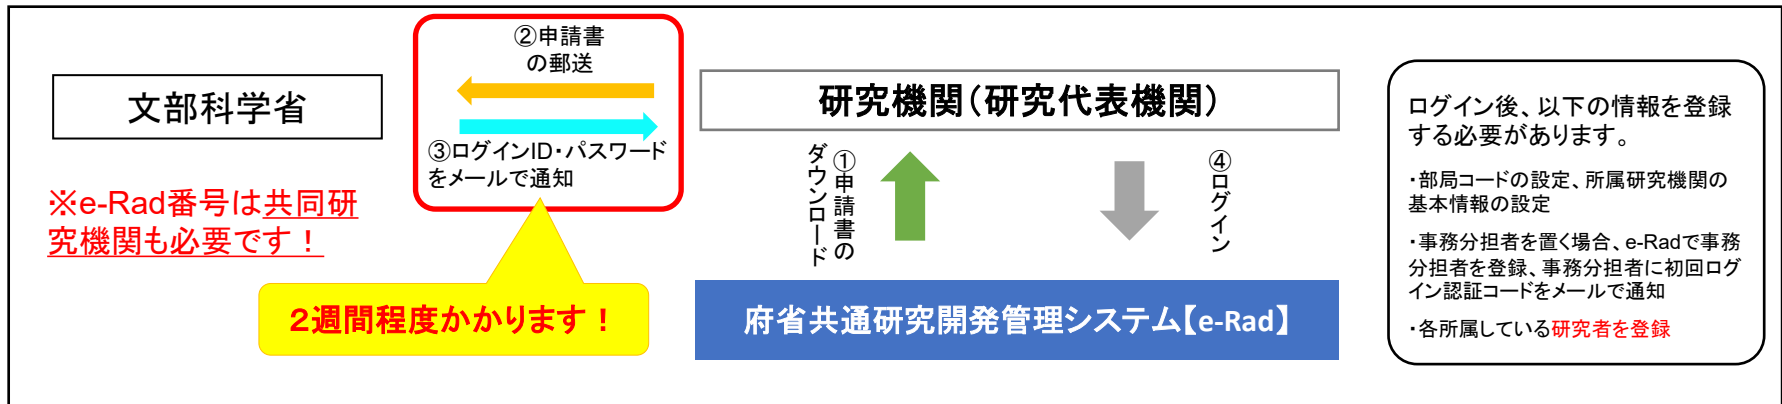 文部科学省
※e-Rad番号は共同研
究機関も必要です！
②申請書
の郵送
③ログインID・パスワード
をメールで通知
２週間程度かかります！
研究機関（研究代表機関）
①申請書の
ダウンロード
④ログイン
府省共通研究開発管理システム【e-Rad】
ログイン後、以下の情報を登録
する必要があります。
・部局コードの設定、所属研究機関の
基本情報の設定
・事務分担者を置く場合、e-Radで事務
分担者を登録、事務分担者に初回ログ
イン認証コードをメールで通知
・各所属している研究者を登録